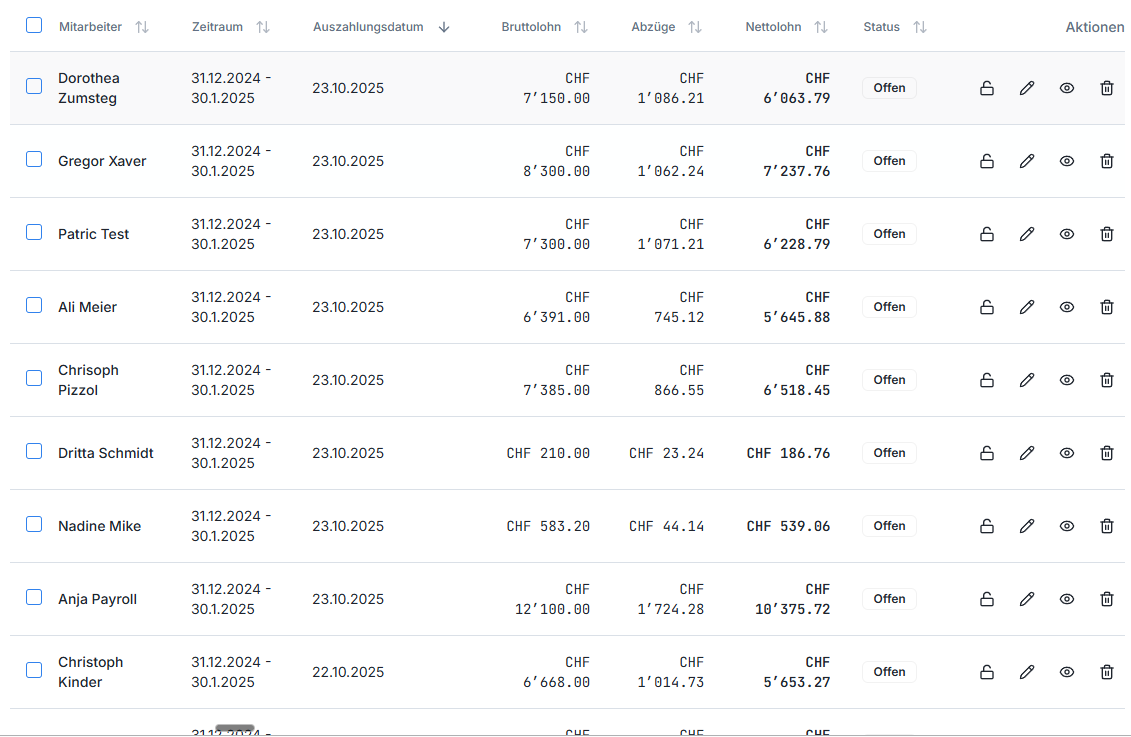 Mitarbeiter Zeitraum Auszahlungsdatum Bruttolohn Abzüge Nettolohn Status Aktionen
Dorothea 31.12.2024 - CHF CHF CHF
Zumsteg 30.1.2025 23.10.2025 7’150.00 1’086.21 6’063.79 Offen
31.12.2024 - CHF CHF CHF
Gregor Xaver 30.1.2025 23.10.2025 8’300.00 1’062.24 7’237.76 Offen
31.12.2024 - CHF CHF CHF
Patric Test 30.1.2025 23.10.2025 7’300.00 1’071.21 6’228.79 Offen
31.12.2024 - CHF CHF CHF
Ali Meier 30.1.2025 23.10.2025 6’391.00 745.12 5’645.88 Offen
Chrisoph 31.12.2024 - CHF CHF CHF
Pizzol 30.1.2025 23.10.2025 7’385.00 866.55 6’518.45 Offen
31.12.2024 -
Dritta Schmidt 30.1.2025 23.10.2025 CHF 210.00 CHF 23.24 CHF 186.76 Offen
31.12.2024 -
Nadine Mike 30.1.2025 23.10.2025 CHF 583.20 CHF 44.14 CHF 539.06 Offen
31.12.2024 - CHF CHF CHF
Anja Payroll 30.1.2025 23.10.2025 12’100.00 1’724.28 10’375.72 Offen
Christoph 31.12.2024 - CHF CHF CHF
Kinder 30.1.2025 22.10.2025 6’668.00 1’014.73 5’653.27 Offen
CHF CHF CHF